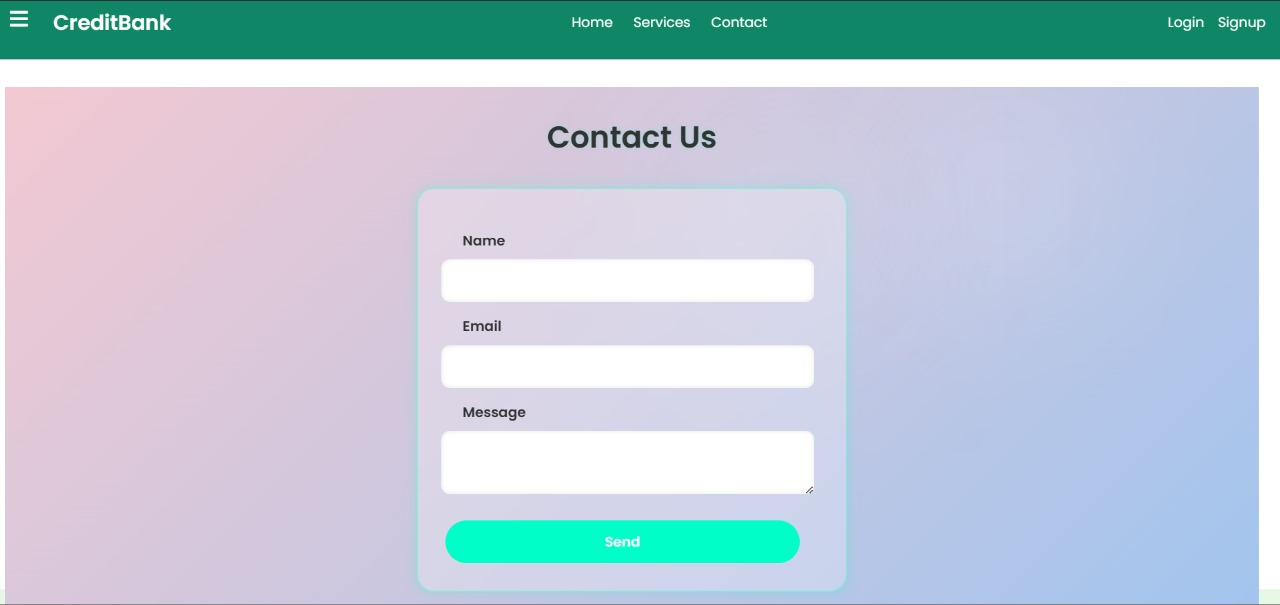 CreditBank Home Services Contact Login Signup
Contact Us
Name
Email
Message
Send